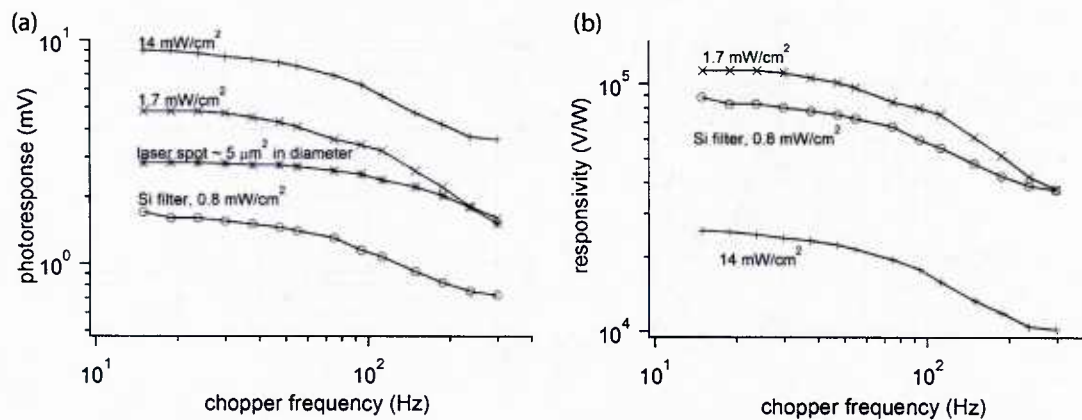 (a)
10¹
14 mW/cm²
1.7 mW/cm²
laser spot ~ 5 µm² in diameter
Si filter, 0.8 mW/cm²
10⁰
photoresponse (mV)
10¹
10²
chopper frequency (Hz)
(b)
1.7 mW/cm²
10⁵
Si filter, 0.8 mW/cm²
14 mW/cm²
10⁴
responsivity (V/W)
10¹
10²
chopper frequency (Hz)